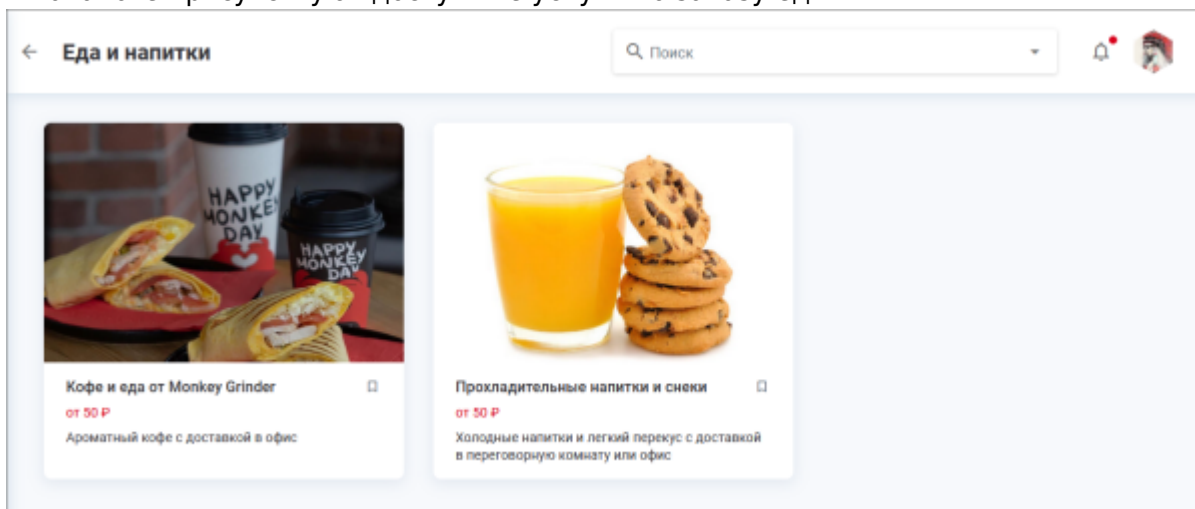 Еда и напитки
Поиск
HAPPY
MONKEY
DAY
HAPPY
MONKEY
DAY
Кофе и еда от Monkey Grinder
от 50 ₽
Ароматный кофе с доставкой в офис
Прохладительные напитки и снеки
от 50 ₽
Холодные напитки и легкий перекус с доставкой
в переговорную комнату или офис